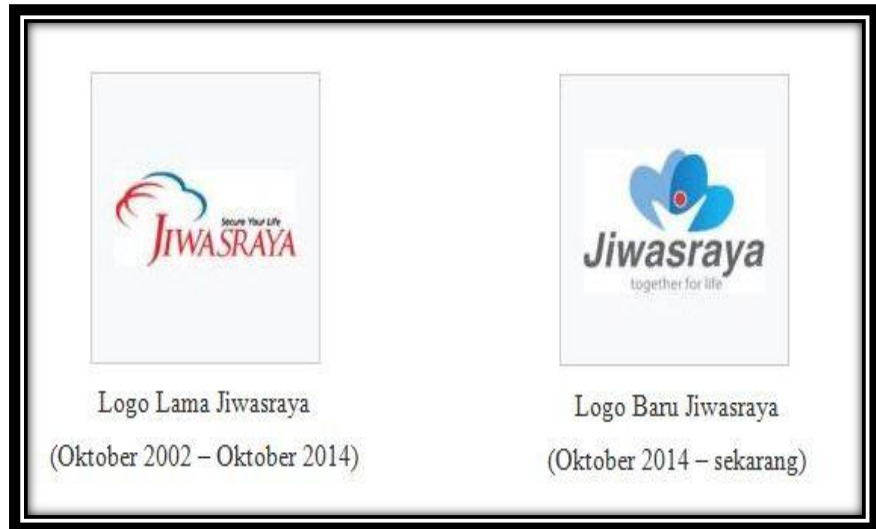 Secure Your Life
JIWASRAYA
Logo Lama Jiwasraya
(Oktober 2002 – Oktober 2014)
Jiwasraya
together for life
Logo Baru Jiwasraya
(Oktober 2014 – sekarang)